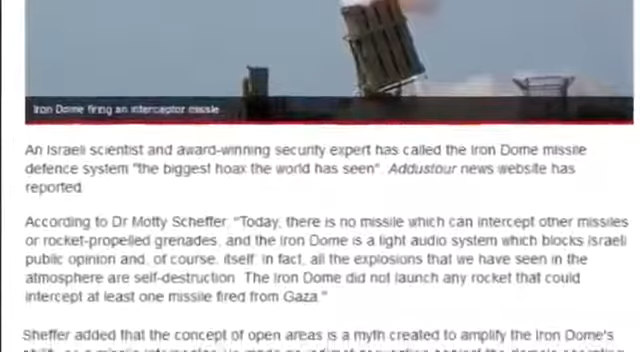 Iron Dome firing an interceptor missile
An Israeli scientist and award-winning security expert has called the Iron Dome missile
defence system "the biggest hoax the world has seen", Addustour news website has
reported.
According to Dr Motty Scheffer, "Today, there is no missile which can intercept other missiles
or rocket-propelled grenades, and the Iron Dome is a light audio system which blocks Israeli
public opinion and, of course, itself. In fact, all the explosions that we have seen in the
atmosphere are self-destruction. The Iron Dome did not launch any rocket that could
intercept at least one missile fired from Gaza."
Sheffer added that the concept of open areas is a myth created to amplify the Iron Dome's